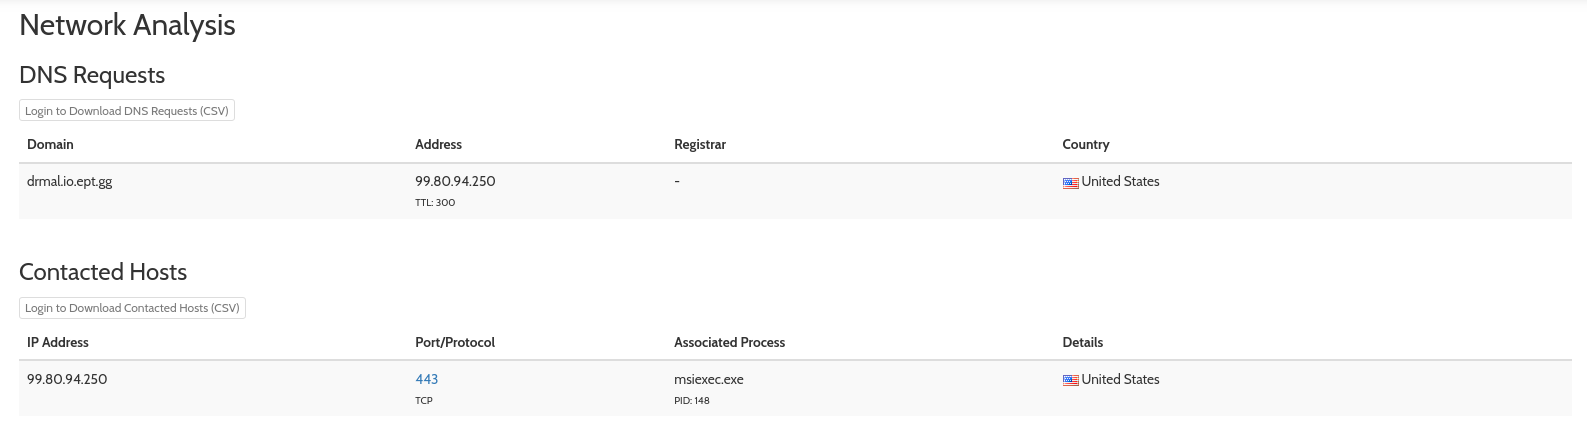 Network Analysis
DNS Requests
Login to Download DNS Requests (CSV)
Domain Address Registrar Country
drmal.io.ept.gg 99.80.94.250 - United States
TTL: 300
Contacted Hosts
Login to Download Contacted Hosts (CSV)
IP Address Port/Protocol Associated Process Details
99.80.94.250 443 msiexec.exe United States
TCP PID: 148